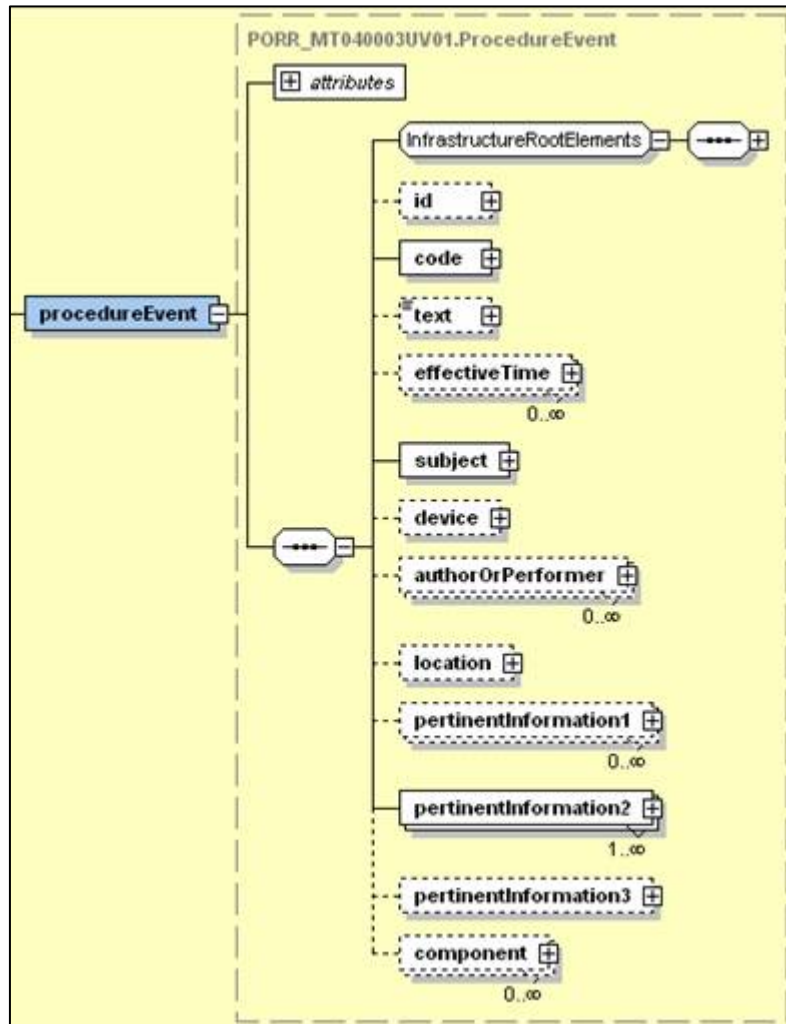 PORR_MT040003UV01.ProcedureEvent
attributes
InfrastructureRootElements
id
code
text
procedureEvent
effectiveTime
0..∞
subject
device
authorOrPerformer
0..∞
location
pertinentInformation1
0..∞
pertinentInformation2
1..∞
pertinentInformation3
component
0..∞